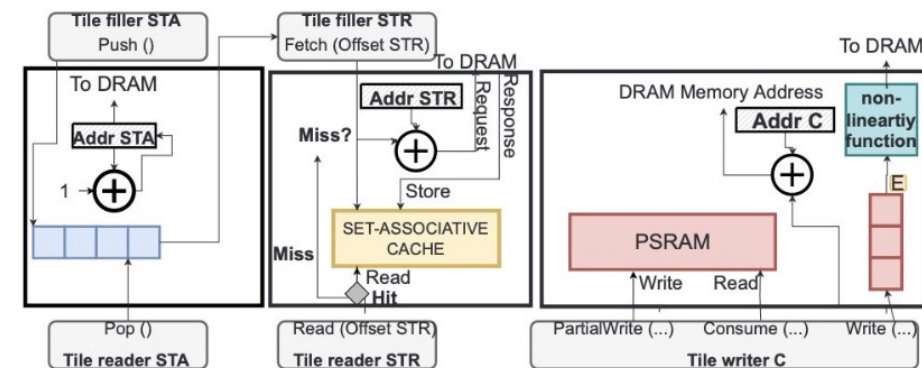 Tile filler STA
Push ()
Tile filler STR
Fetch (Offset STR)
To DRAM
Addr STA
1
To DRAM
Addr STR
Request
Response
Miss?
Store
SET-ASSOCIATIVE
CACHE
Miss
Read
Hit
To DRAM
DRAM Memory Address
Addr C
non-
lineartiy
function
E
PSRAM
Write
Read
Pop ()
Tile reader STA
Read (Offset STR)
Tile reader STR
PartialWrite (...)
Consume (...)
Write (...)
Tile writer C